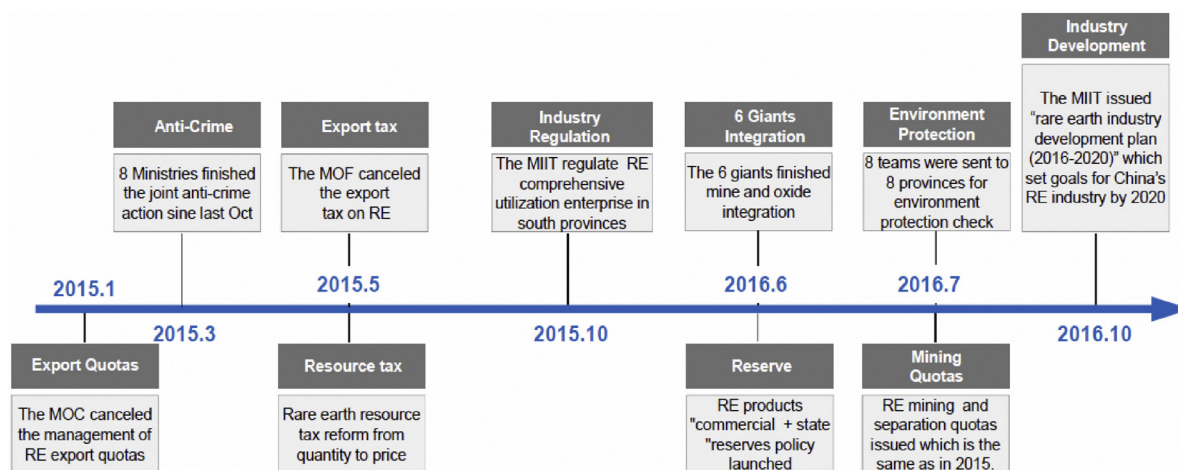 Industry
Development
The MIIT issued
"rare earth industry
development plan
(2016-2020)" which
set goals for China's
RE industry by 2020
Anti-Crime
8 Ministries finished
the joint anti-crime
action sine last Oct
Export tax
The MOF canceled
the export
tax on RE
Industry
Regulation
The MIIT regulate RE
comprehensive
utilization enterprise in
south provinces
6 Giants
Integration
The 6 giants finished
mine and oxide
integration
Environment
Protection
8 teams were sent to
8 provinces for
environment
protection check
2015.1
2015.5
2016.6
2016.7
2015.3
2015.10
2016.10
Export Quotas
The MOC canceled
the management of
RE export quotas
Resource tax
Rare earth resource
tax reform from
quantity to price
Reserve
RE products
"commercial + state
"reserves policy
launched
Mining
Quotas
RE mining and
separation quotas
issued which is the
same as in 2015.